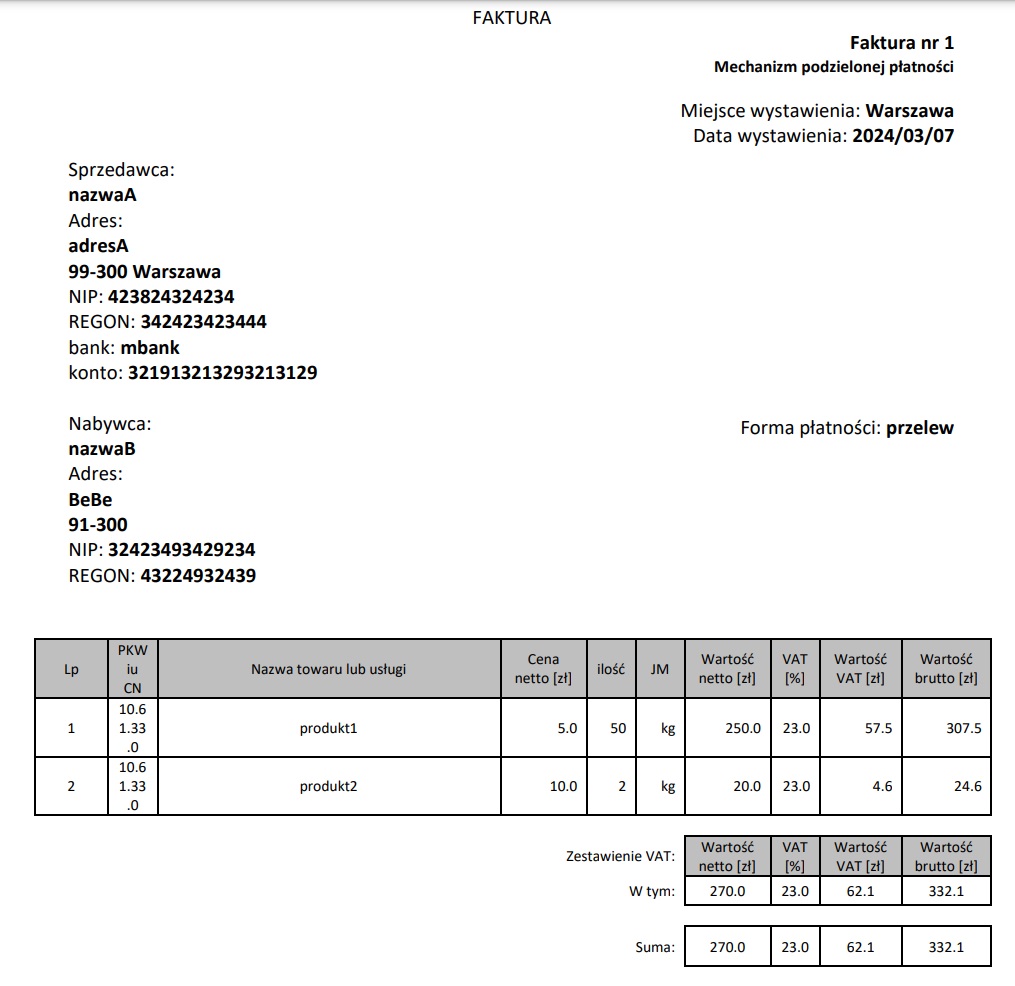 FAKTURA
Faktura nr 1
Mechanizm podzielonej płatności
Miejsce wystawienia: Warszawa
Data wystawienia: 2024/03/07
Sprzedawca:
nazwaA
Adres:
adresA
99-300 Warszawa
NIP: 423824324234
REGON: 342423423444
bank: mbank
konto: 321913213293213129
Nabywca:
Forma płatności: przelew
nazwaB
Adres:
BeBe
91-300
NIP: 32423493429234
REGON: 43224932439
Lp PKW iu CN Nazwa towaru lub usługi Cena netto [zł] ilość JM Wartość netto [zł] VAT [%] Wartość VAT [zł] Wartość brutto [zł]
1 10.6 1.33 .0 produkt1 5.0 50 kg 250.0 23.0 57.5 307.5
2 10.6 1.33 .0 produkt2 10.0 2 kg 20.0 23.0 4.6 24.6
Zestawienie VAT: Wartość netto [zł] VAT [%] Wartość VAT [zł] Wartość brutto [zł]
W tym: 270.0 23.0 62.1 332.1
Suma: 270.0 23.0 62.1 332.1